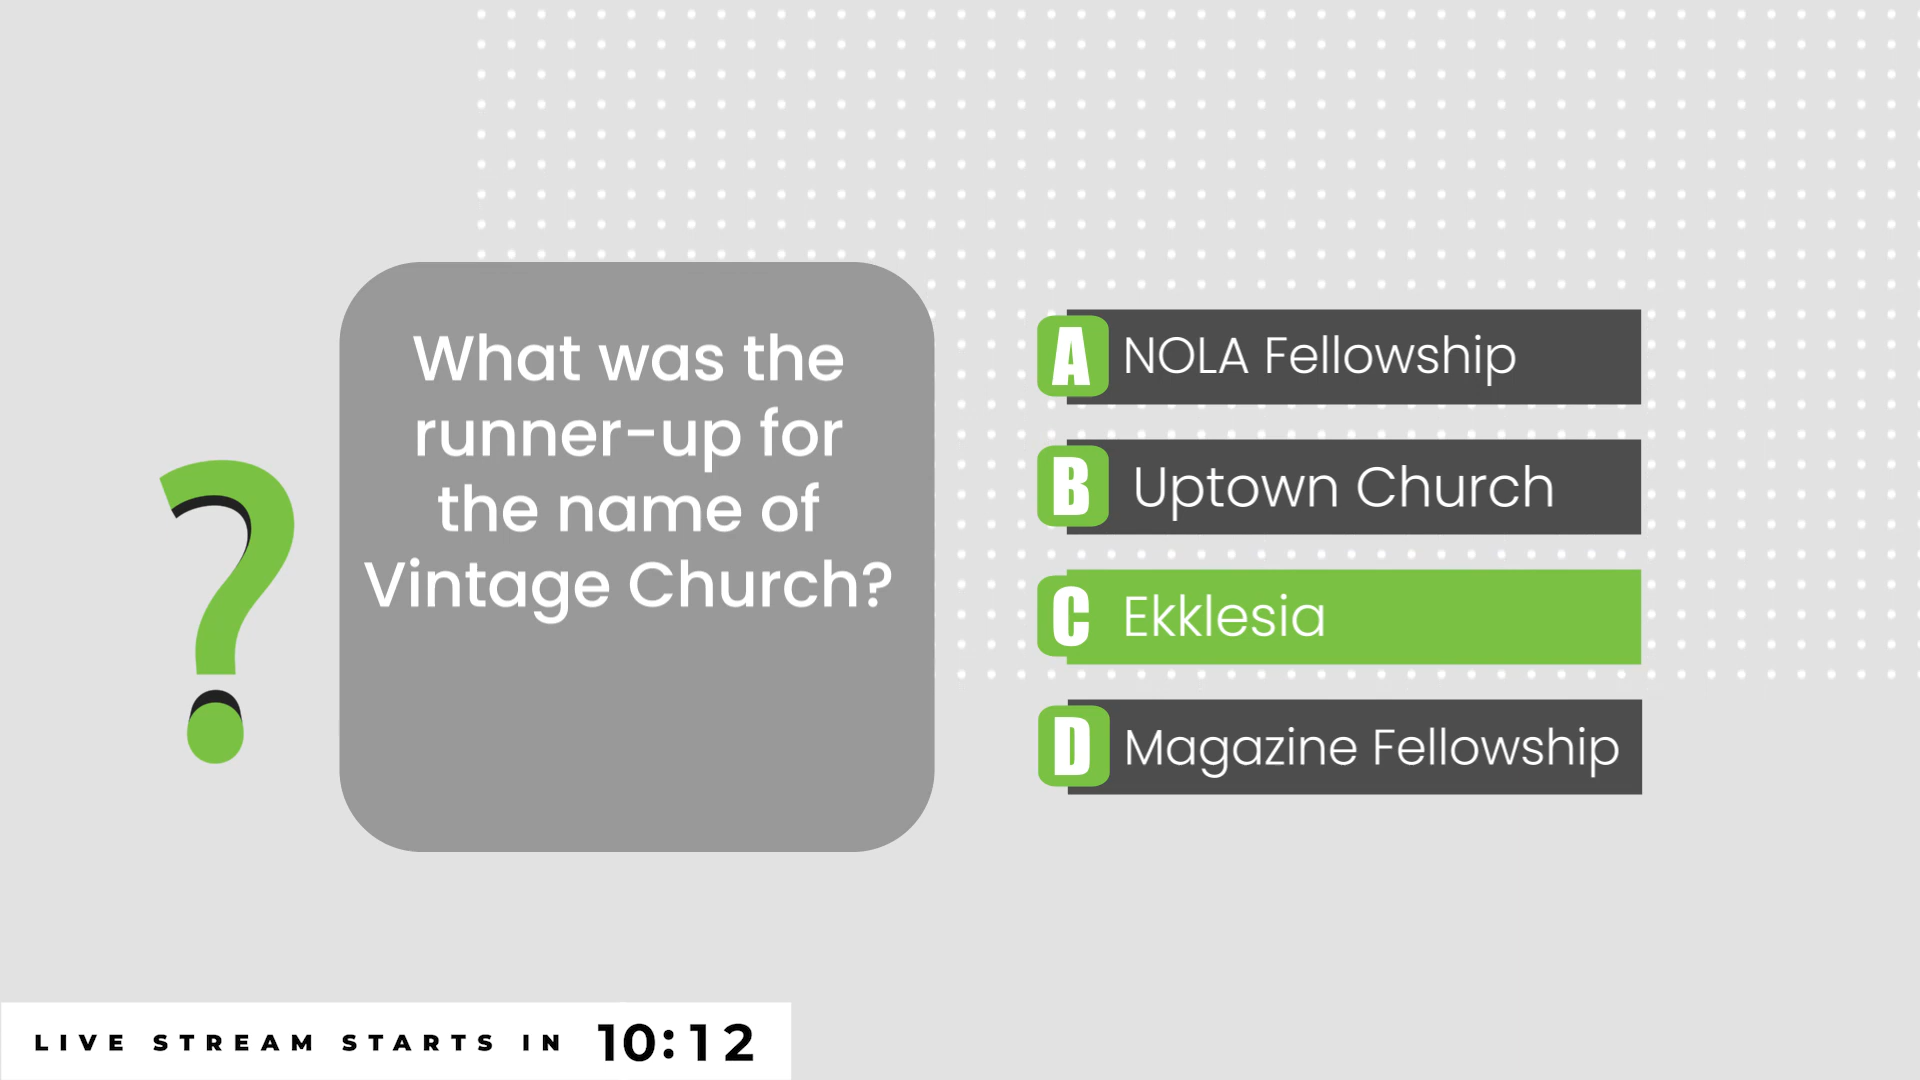 What was the
runner-up for
the name of
Vintage Church?
A NOLA Fellowship
B Uptown Church
C Ekklesia
D Magazine Fellowship
?
LIVE STREAM STARTS IN 10:12